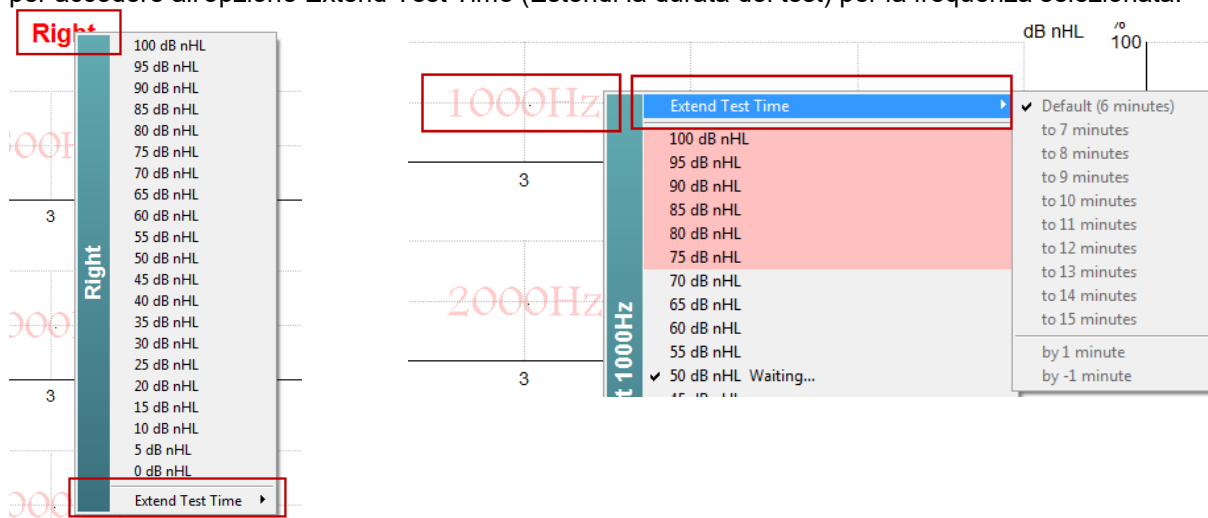 per accedere all'opzione Extend Test Time (Estendi la durata del test) per la frequenza selezionata.
Right
100 dB nHL
95 dB nHL
90 dB nHL
85 dB nHL
80 dB nHL
75 dB nHL
70 dB nHL
65 dB nHL
60 dB nHL
55 dB nHL
50 dB nHL
45 dB nHL
40 dB nHL
35 dB nHL
30 dB nHL
25 dB nHL
20 dB nHL
15 dB nHL
10 dB nHL
5 dB nHL
0 dB nHL
Extend Test Time
Right
3
3
dB nHL
100
1000Hz
3
2000Hz
3
1000Hz
Extend Test Time
100 dB nHL
95 dB nHL
90 dB nHL
85 dB nHL
80 dB nHL
75 dB nHL
70 dB nHL
65 dB nHL
60 dB nHL
55 dB nHL
50 dB nHL Waiting...
Default (6 minutes)
to 7 minutes
to 8 minutes
to 9 minutes
to 10 minutes
to 11 minutes
to 12 minutes
to 13 minutes
to 14 minutes
to 15 minutes
by 1 minute
by -1 minute